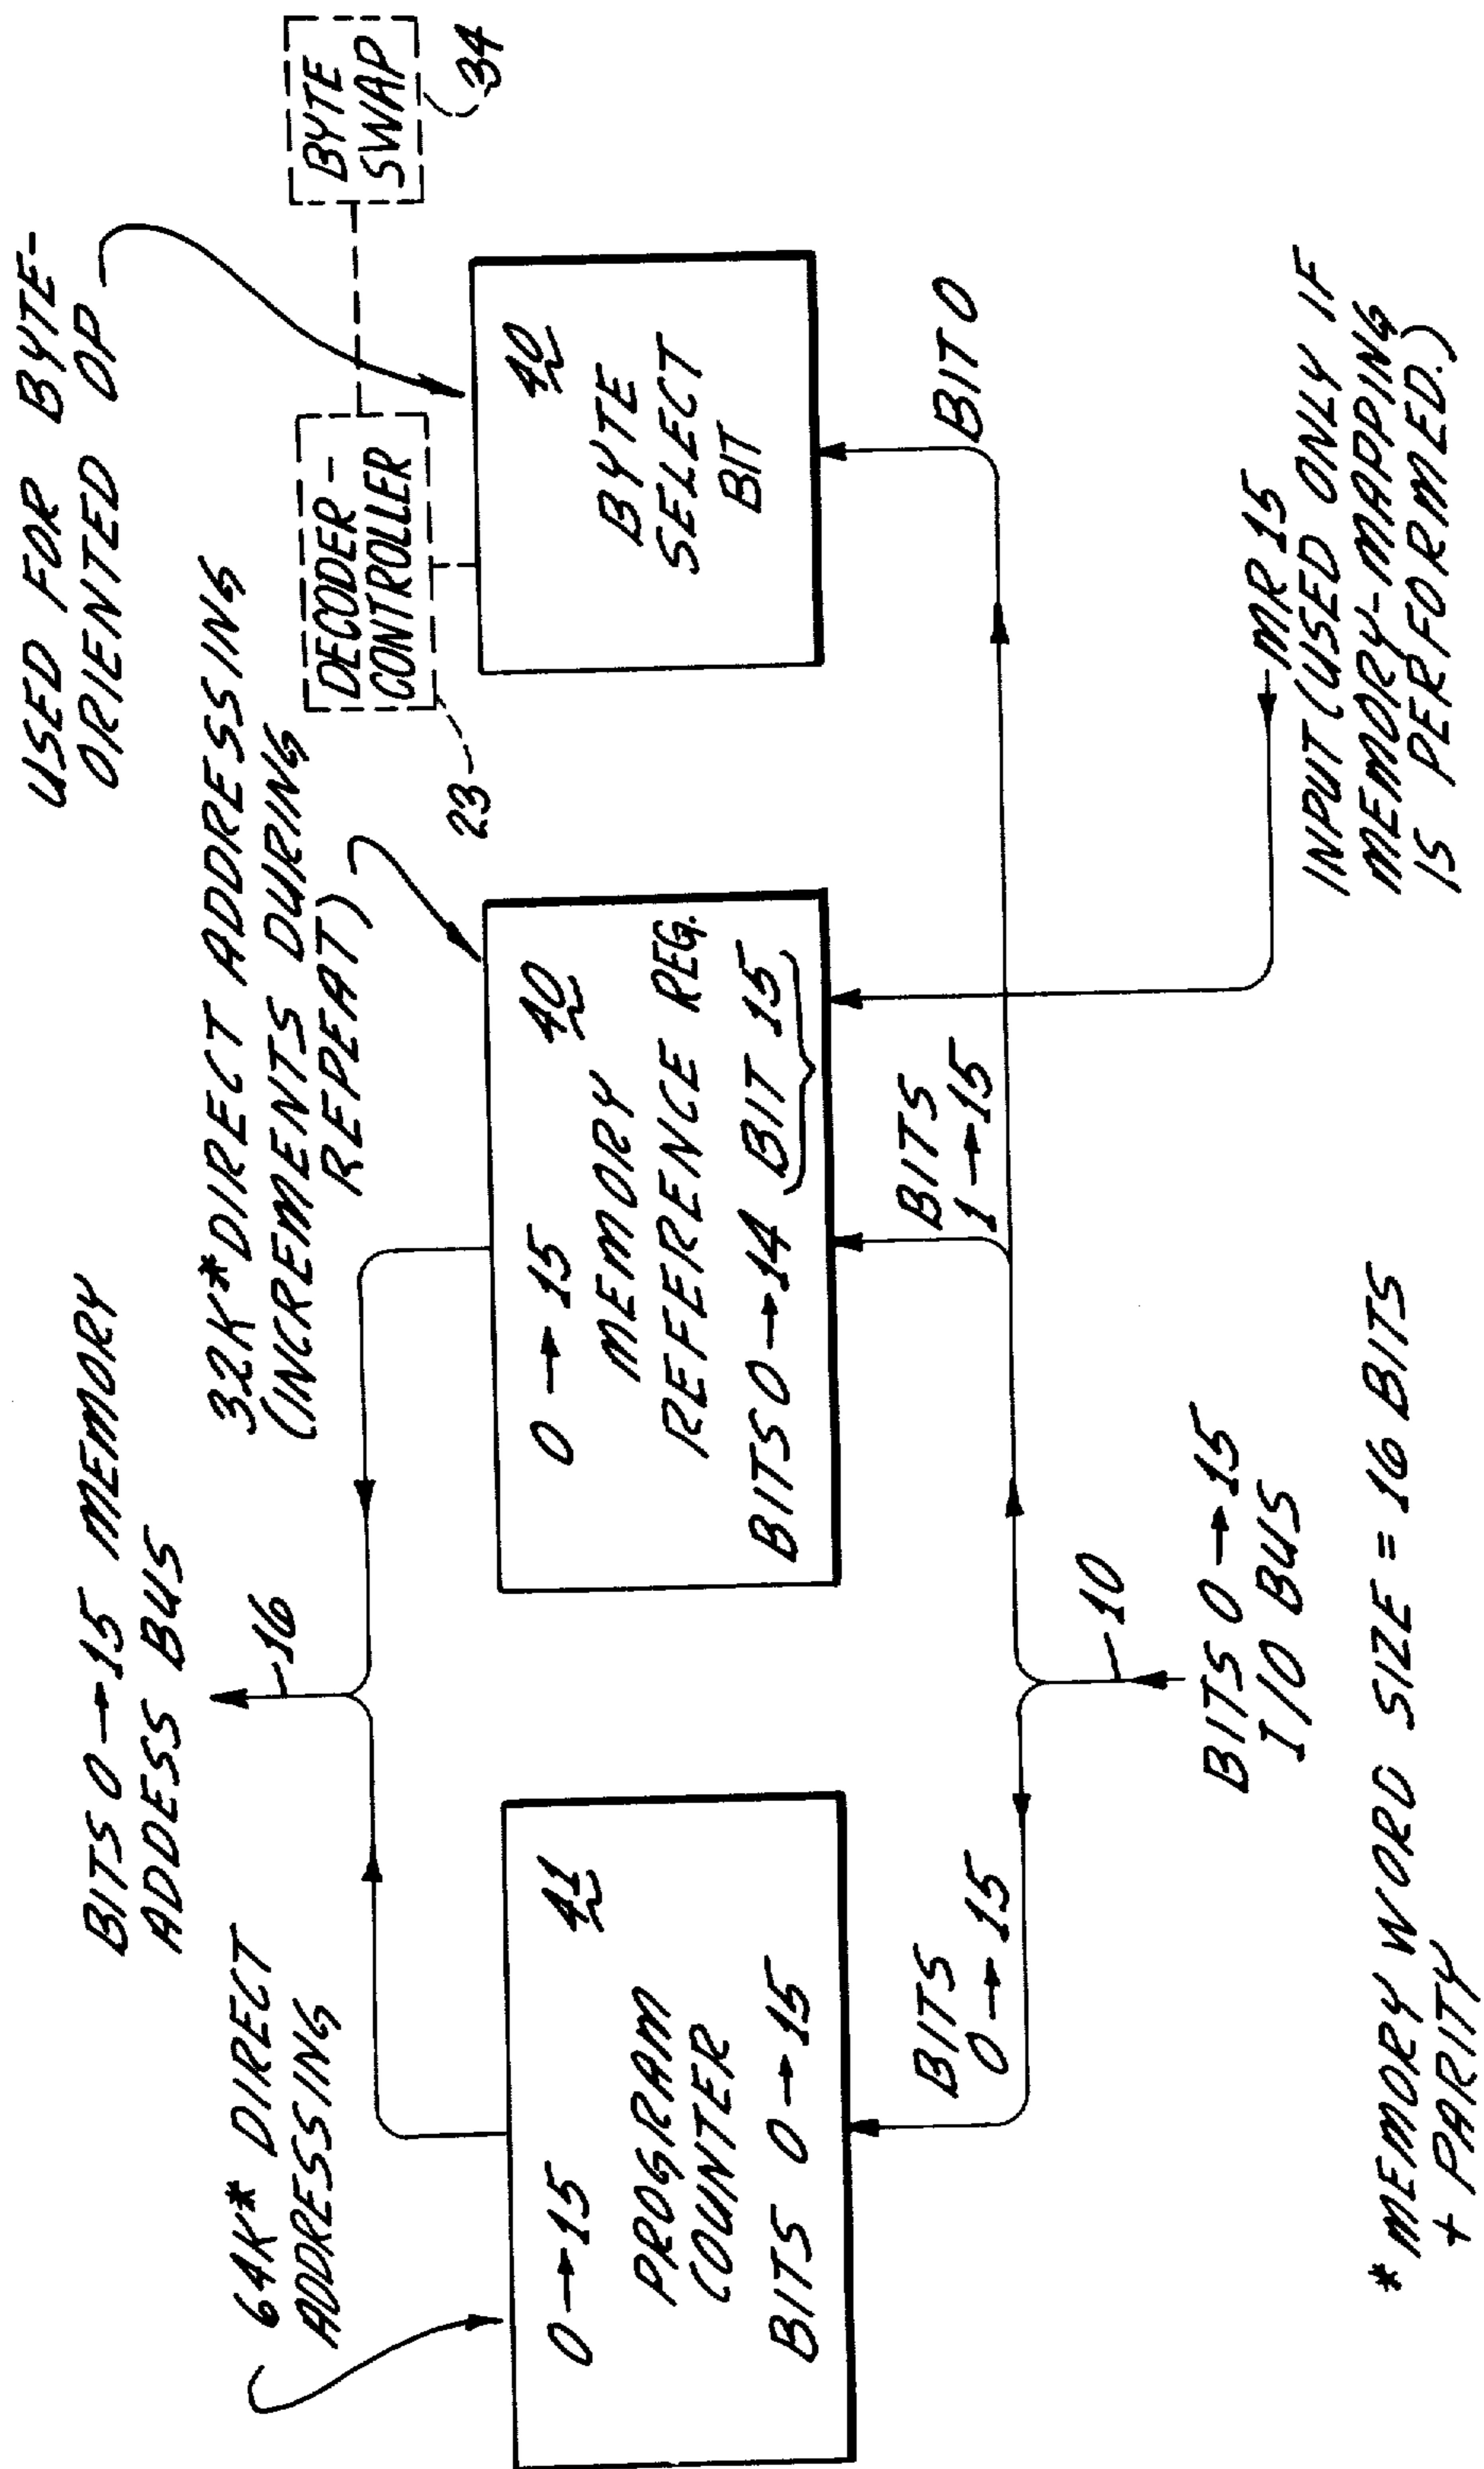 USED FOR BYTE-
ORIENTED OP
BITS 0→15 MEMORY
ADDESS BUS
16
32K* DIRECT ADDRESSING
(INCREMENTS DURING
REPEAT)
64K* DIRECT
ADDRESSING
DECODER-
CONTROLLER
23
BYTE
SWAP
34
0→15 41
PROGRAM
COUNTER
BITS 0→15
0→15 40
MEMORY
REFERENCE REG.
BITS 0→14 BIT 15
40
BYTE
SELECT
BIT
BITS
0→15
BITS
1→15
BIT 0
10
BITS 0→15
I/O BUS
MR 15
INPUT (USED ONLY IF
MEMORY-MAPPING
IS PERFORMED.)
* MEMORY WORD SIZE = 16 BITS
+ PARITY